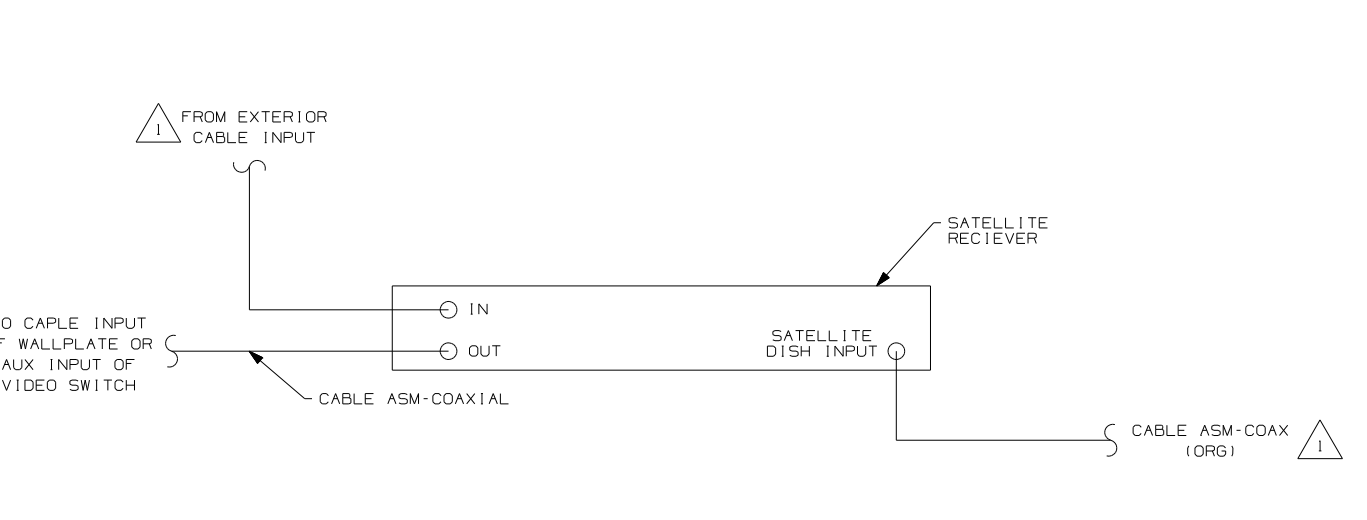 1
FROM EXTERIOR
CABLE INPUT
SATELLITE
RECIEVER
IN
O CAPLE INPUT
F WALLPLATE OR
AUX INPUT OF
VIDEO SWITCH
SATELLITE
DISH INPUT
OUT
CABLE ASM-COAXIAL
CABLE ASM-COAX
(ORG)
1